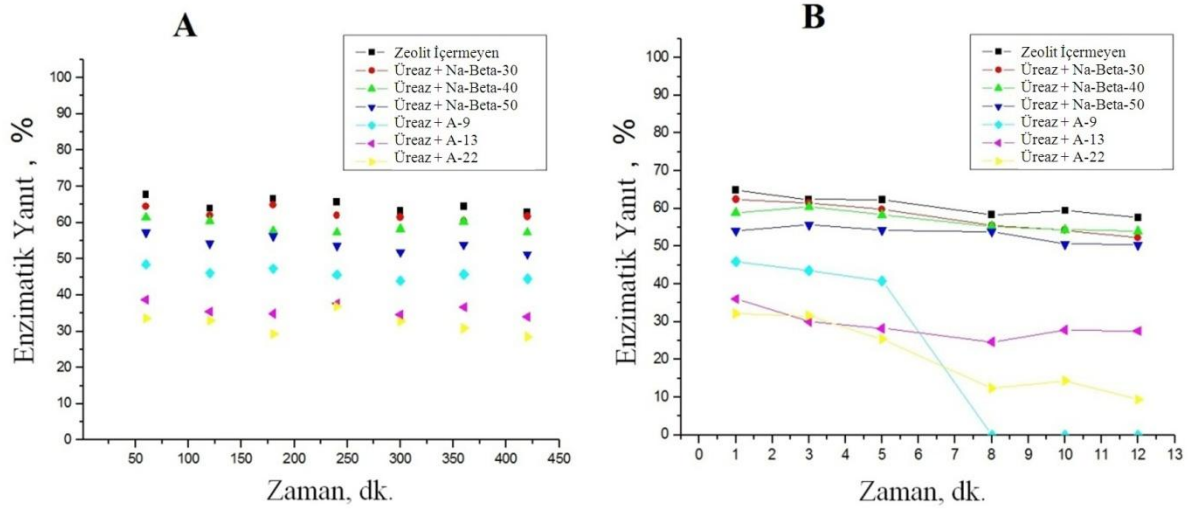 A
Zeolit İçermeyen
Üreaz + Na-Beta-30
Üreaz + Na-Beta-40
Üreaz + Na-Beta-50
Üreaz + A-9
Üreaz + A-13
Üreaz + A-22
Enzimatik Yanıt , %
100
90
80
70
60
50
40
30
20
10
0
50 100 150 200 250 300 350 400 450
Zaman, dk.
B
Zeolit İçermeyen
Üreaz + Na-Beta-30
Üreaz + Na-Beta-40
Üreaz + Na-Beta-50
Üreaz + A-9
Üreaz + A-13
Üreaz + A-22
Enzimatik Yanıt , %
100
90
80
70
60
50
40
30
20
10
0
0 1 2 3 4 5 6 7 8 9 10 11 12 13
Zaman, dk.